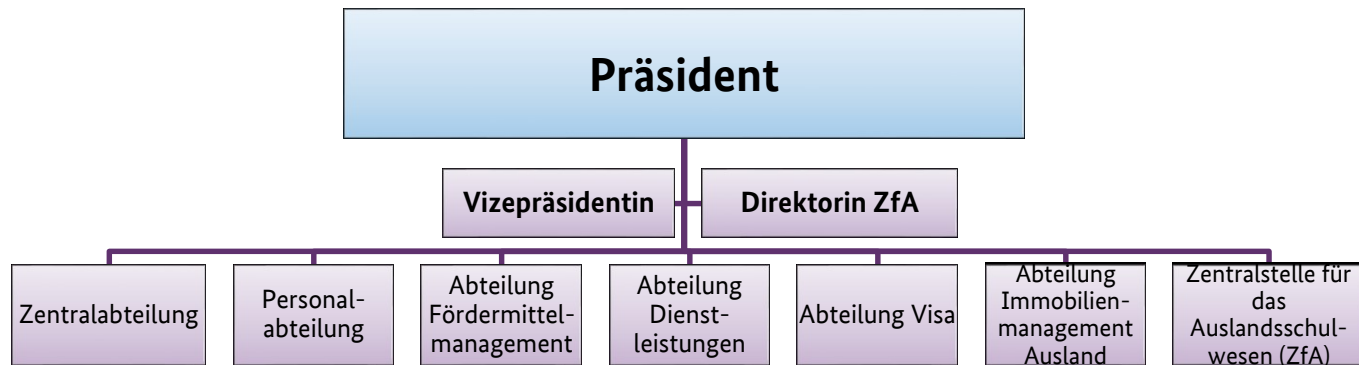 Präsident
Vizepräsidentin
Direktorin ZfA
Zentralabteilung
Personal-
abteilung
Abteilung
Fördermittel-
management
Abteilung
Dienst-
leistungen
Abteilung Visa
Abteilung
Immobilien-
management
Ausland
Zentralstelle für
das
Auslandsschul-
wesen (ZfA)